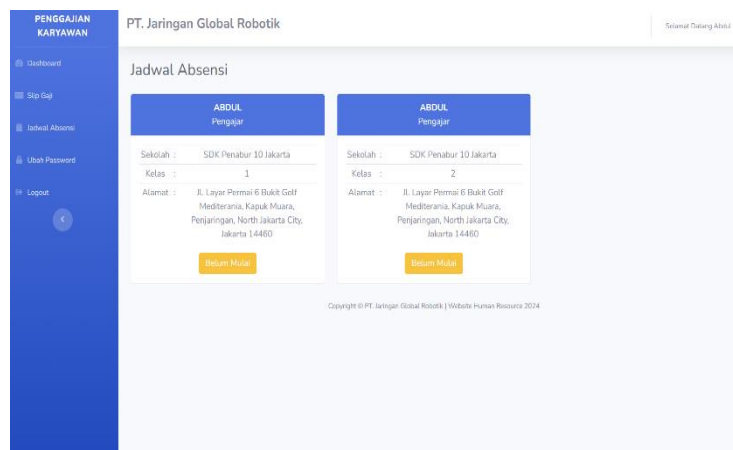 PENGGAJIAN
KARYAWAN
PT. Jaringan Global Robotik
Selamat Datang Abdul
Dashboard
Slip Gaji
Jadwal Absensi
Ubah Password
Logout
Jadwal Absensi
ABDUL
Pengajar
Sekolah : SDK Penabur 10 Jakarta
Kelas : 1
Alamat : Jl. Layar Permai 6 Bukit Golf
Mediterania, Kapuk Muara,
Penjaringan, North Jakarta City,
Jakarta 14460
Belum Mulai
ABDUL
Pengajar
Sekolah : SDK Penabur 10 Jakarta
Kelas : 2
Alamat : Jl. Layar Permai 6 Bukit Golf
Mediterania, Kapuk Muara,
Penjaringan, North Jakarta City,
Jakarta 14460
Belum Mulai
Copyright © PT. Jaringan Global Robotik | Website Human Resource 2024